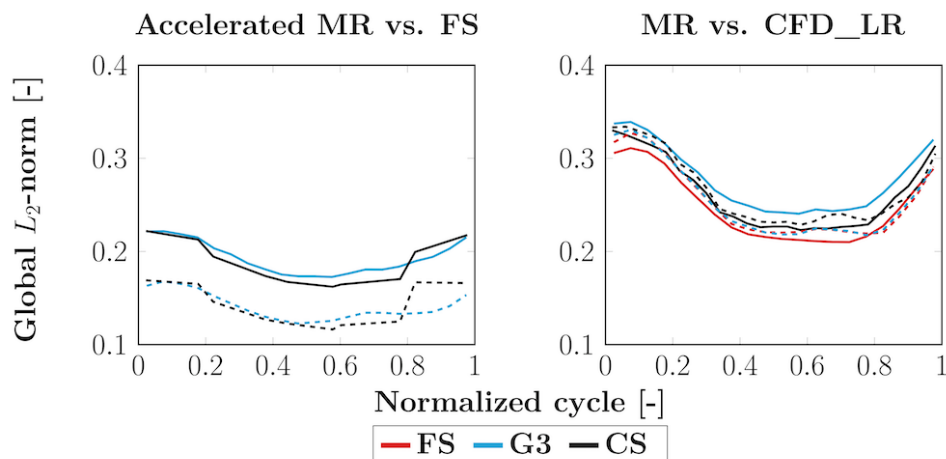 Accelerated MR vs. FS
MR vs. CFD_LR
Global L₂-norm [-]
0.4
0.3
0.2
0.1
0 0.2 0.4 0.6 0.8 1
0.4
0.3
0.2
0.1
0 0.2 0.4 0.6 0.8 1
Normalized cycle [-]
FS G3 CS